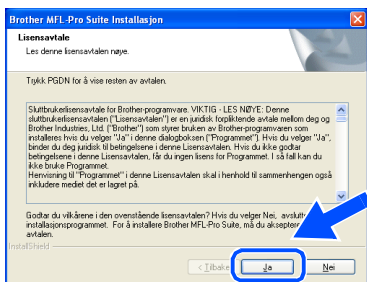 Brother MFL-Pro Suite Installasjon
Lisensavtale
Les denne lisensavtalen nøye.
Trykk PGDN for å vise resten av avtalen.
Sluttbrukerlisensavtale for Brother-programvare. VIKTIG - LES NØYE: Denne
sluttbrukerlisensavtalen ("Lisensavtalen") er en juridisk forpliktende avtale mellom deg og
Brother Industries, Ltd. ("Brother") som styrer bruken av Brother-programvaren som
installeres hvis du velger "Ja" i denne dialogboksen ("Programmet"). Hvis du velger "Ja",
binder du deg juridisk til betingelsene i denne Lisensavtalen. Hvis du ikke godtar
betingelsene i denne Lisensavtalen, får du ingen lisens for Programmet. I så fall kan du
ikke bruke Programmet.
Henvisning til "Programmet" i denne Lisensavtalen skal i henhold til sammenhengen også
inkludere mediet det er lagret på.
Godtar du vilkårene i den ovenstående lisensavtalen? Hvis du velger Nei, avslutt
installasjonsprogrammet. For å installere Brother MFL-Pro Suite, må du aksepter
avtalen.
InstallShield
< Tilbake
Ja
Nei